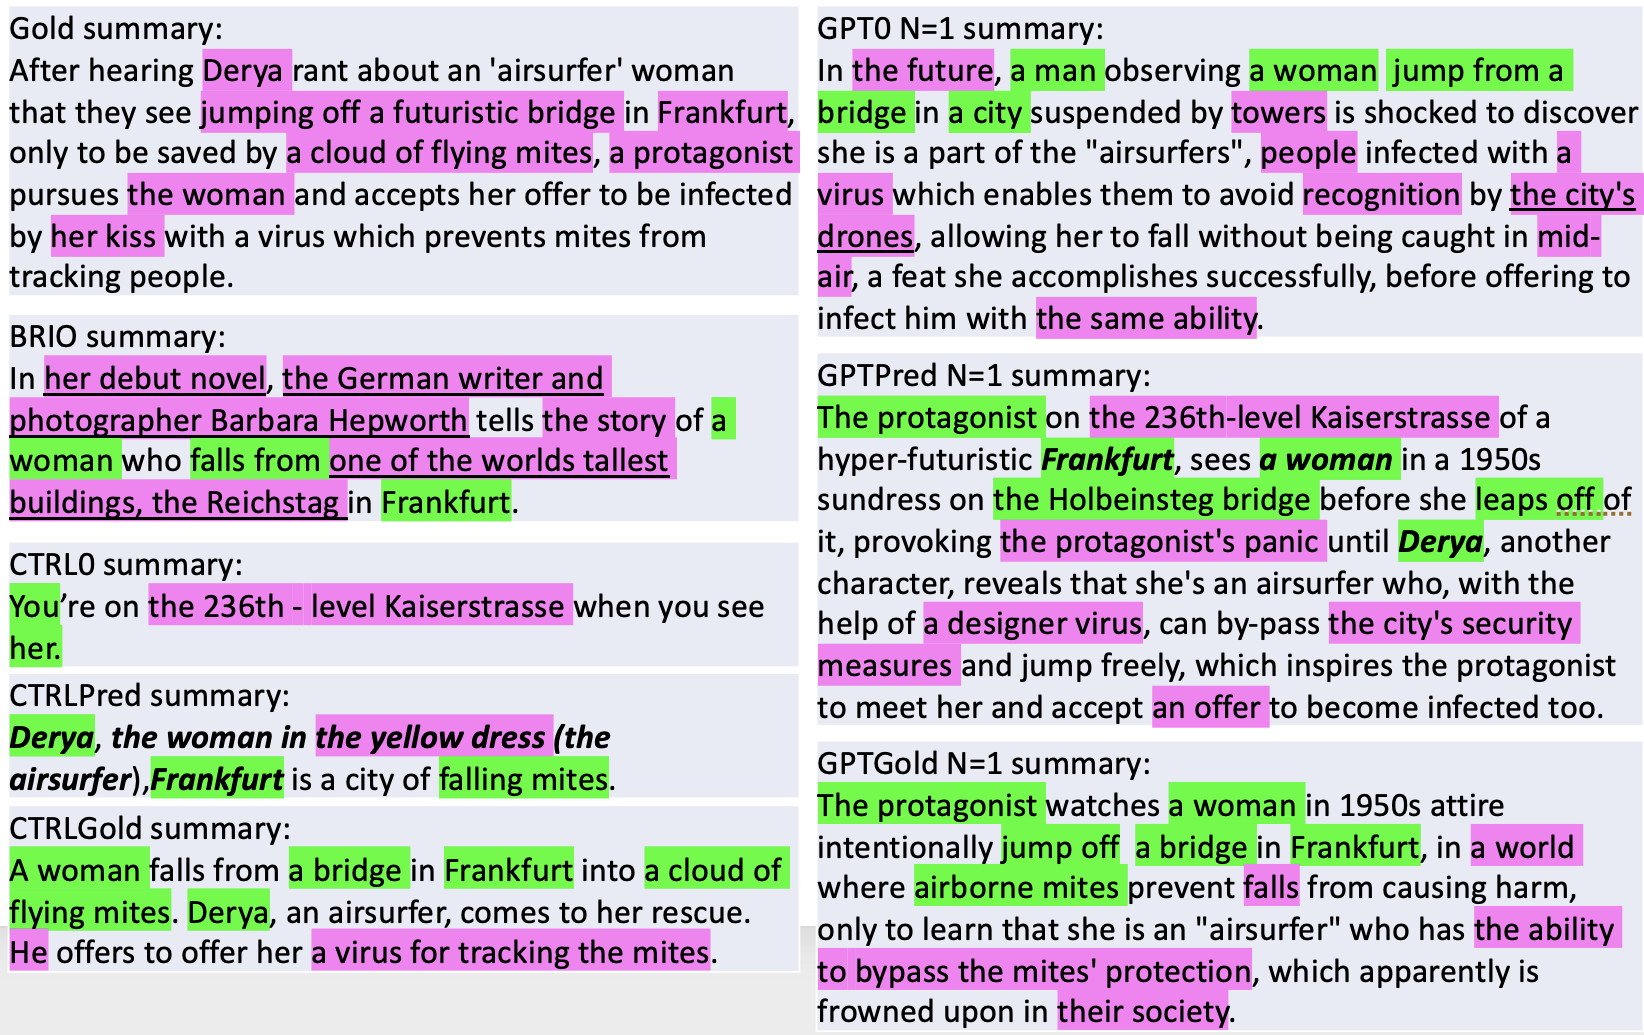 Gold summary:
After hearing Derya rant about an 'airsurfer' woman
that they see jumping off a futuristic bridge in Frankfurt,
only to be saved by a cloud of flying mites, a protagonist
pursues the woman and accepts her offer to be infected
by her kiss with a virus which prevents mites from
tracking people.
BRIO summary:
In her debut novel, the German writer and
photographer Barbara Hepworth tells the story of a
woman who falls from one of the worlds tallest
buildings, the Reichstag in Frankfurt.
CTRL0 summary:
You're on the 236th - level Kaiserstrasse when you see
her.
CTRLPred summary:
Derya, the woman in the yellow dress (the
airsurfer),Frankfurt is a city of falling mites.
CTRLGold summary:
A woman falls from a bridge in Frankfurt into a cloud of
flying mites. Derya, an airsurfer, comes to her rescue.
He offers to offer her a virus for tracking the mites.
GPT0 N=1 summary:
In the future, a man observing a woman jump from a
bridge in a city suspended by towers is shocked to discover
she is a part of the "airsurfers", people infected with a
virus which enables them to avoid recognition by the city's
drones, allowing her to fall without being caught in mid-
air, a feat she accomplishes successfully, before offering to
infect him with the same ability.
GPTPred N=1 summary:
The protagonist on the 236th-level Kaiserstrasse of a
hyper-futuristic Frankfurt, sees a woman in a 1950s
sundress on the Holbeinsteg bridge before she leaps off of
it, provoking the protagonist's panic until Derya, another
character, reveals that she's an airsurfer who, with the
help of a designer virus, can by-pass the city's security
measures and jump freely, which inspires the protagonist
to meet her and accept an offer to become infected too.
GPTGold N=1 summary:
The protagonist watches a woman in 1950s attire
intentionally jump off a bridge in Frankfurt, in a world
where airborne mites prevent falls from causing harm,
only to learn that she is an "airsurfer" who has the ability
to bypass the mites' protection, which apparently is
frowned upon in their society.